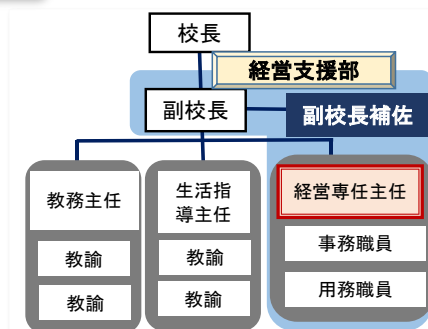 校長
経営支援部
副校長
副校長補佐
教務主任
生活指
導主任
経営専任主任
教諭
教諭
事務職員
教諭
教諭
用務職員